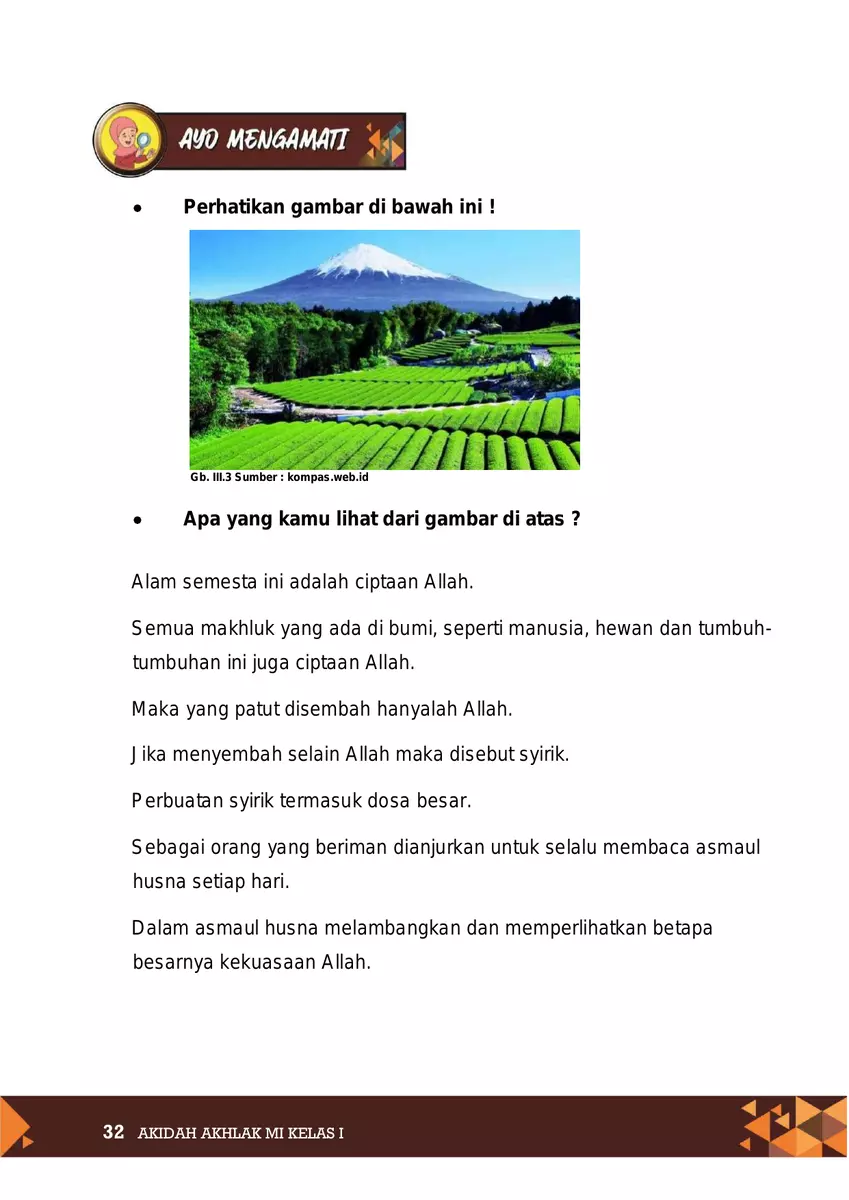 AYO MENGAMATI
● Perhatikan gambar di bawah ini !
Gb. III.3 Sumber : kompas.web.id
● Apa yang kamu lihat dari gambar di atas ?
Alam semesta ini adalah ciptaan Allah.
Semua makhluk yang ada di bumi, seperti manusia, hewan dan tumbuh-
tumbuhan ini juga ciptaan Allah.
Maka yang patut disembah hanyalah Allah.
Jika menyembah selain Allah maka disebut syirik.
Perbuatan syirik termasuk dosa besar.
Sebagai orang yang beriman dianjurkan untuk selalu membaca asmaul
husna setiap hari.
Dalam asmaul husna melambangkan dan memperlihatkan betapa
besarnya kekuasaan Allah.
32 AKIDAH AKHLAK MI KELAS I